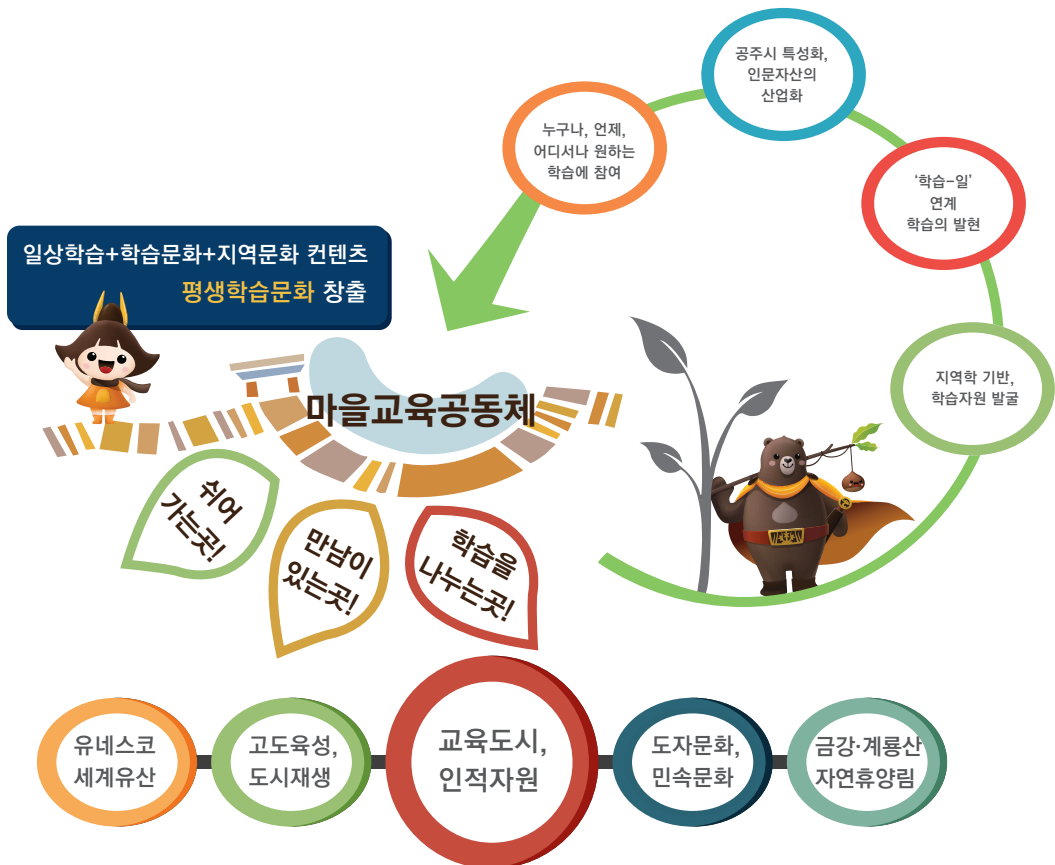 공주시 특성화,
인문자산의
산업화
누구나, 언제,
어디서나 원하는
학습에 참여
'학습-일'
연계
학습의 발현
지역학 기반,
학습자원 발굴
일상학습+학습문화+지역문화 컨텐츠
평생학습문화 창출
마을교육공동체
쉬어
가는곳!
만남이
있는곳!
학습을
나누는곳!
유네스코
세계유산
고도육성,
도시재생
교육도시,
인적자원
도자문화,
민속문화
금강·계룡산
자연휴양림